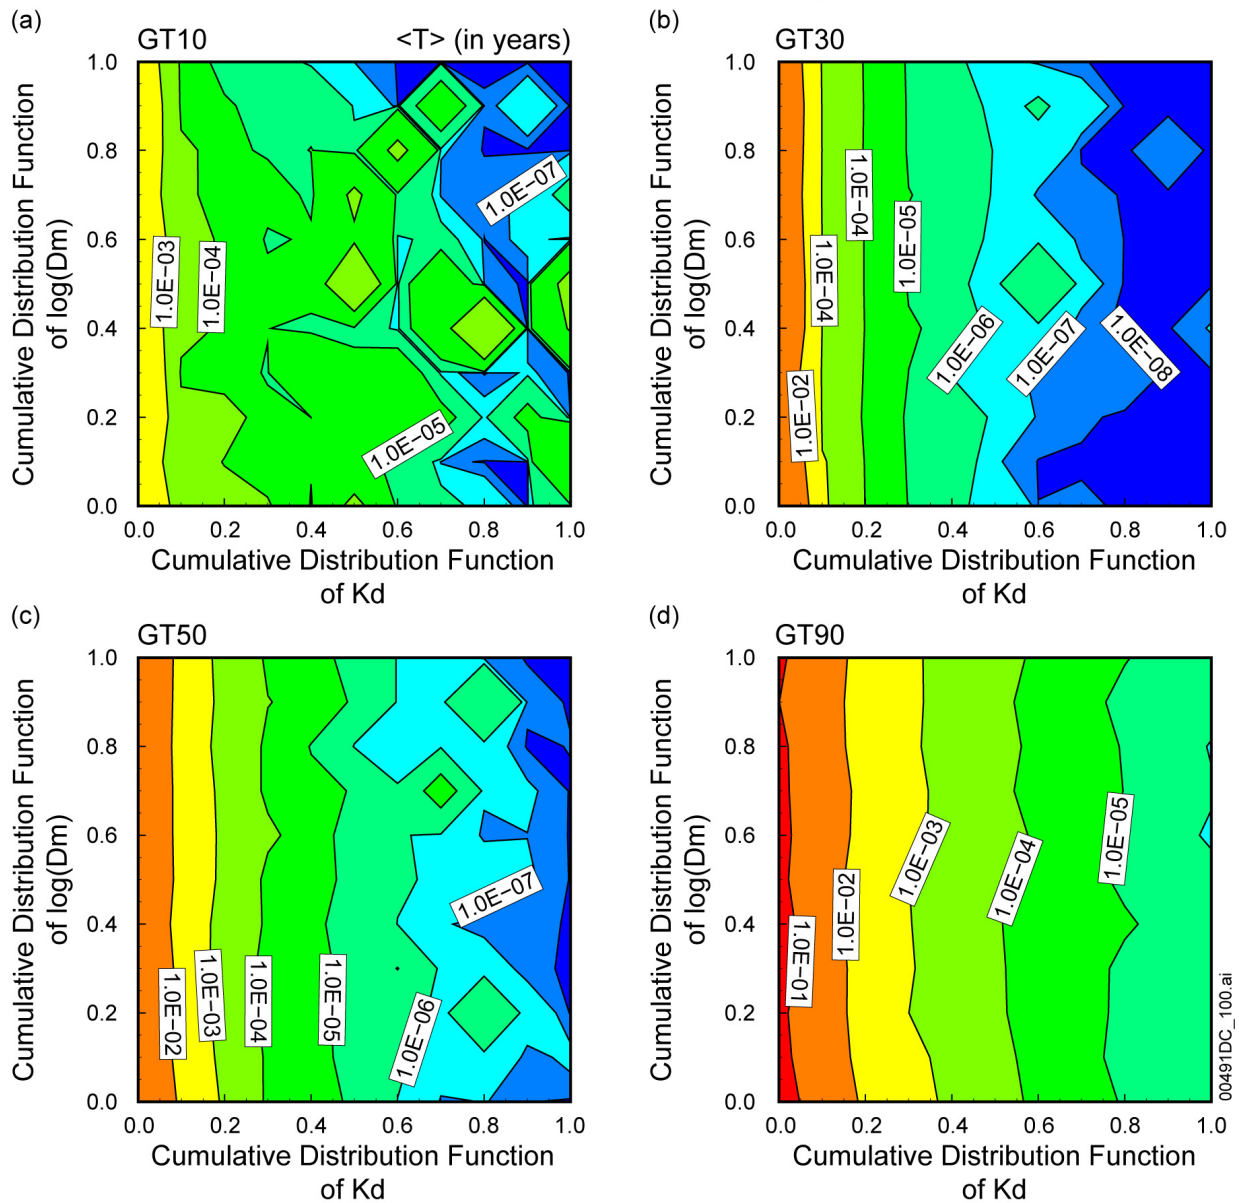 (a)
GT10
<T> (in years)
Cumulative Distribution Function
of log(Dm)
1.0
0.8
0.6
0.4
0.2
0.0
1.0E−03
1.0E−04
1.0E−05
1.0E−07
0.0 0.2 0.4 0.6 0.8 1.0
Cumulative Distribution Function
of Kd
(b)
GT30
Cumulative Distribution Function
of log(Dm)
1.0
0.8
0.6
0.4
0.2
0.0
1.0E−02
1.0E−04
1.0E−04
1.0E−05
1.0E−06
1.0E−07
1.0E−08
0.0 0.2 0.4 0.6 0.8 1.0
Cumulative Distribution Function
of Kd
(c)
GT50
Cumulative Distribution Function
of log(Dm)
1.0
0.8
0.6
0.4
0.2
0.0
1.0E−02
1.0E−03
1.0E−04
1.0E−05
1.0E−06
1.0E−07
0.0 0.2 0.4 0.6 0.8 1.0
Cumulative Distribution Function
of Kd
(d)
GT90
Cumulative Distribution Function
of log(Dm)
1.0
0.8
0.6
0.4
0.2
0.0
1.0E−01
1.0E−02
1.0E−03
1.0E−04
1.0E−05
0.0 0.2 0.4 0.6 0.8 1.0
Cumulative Distribution Function
of Kd
00491DC_100.ai